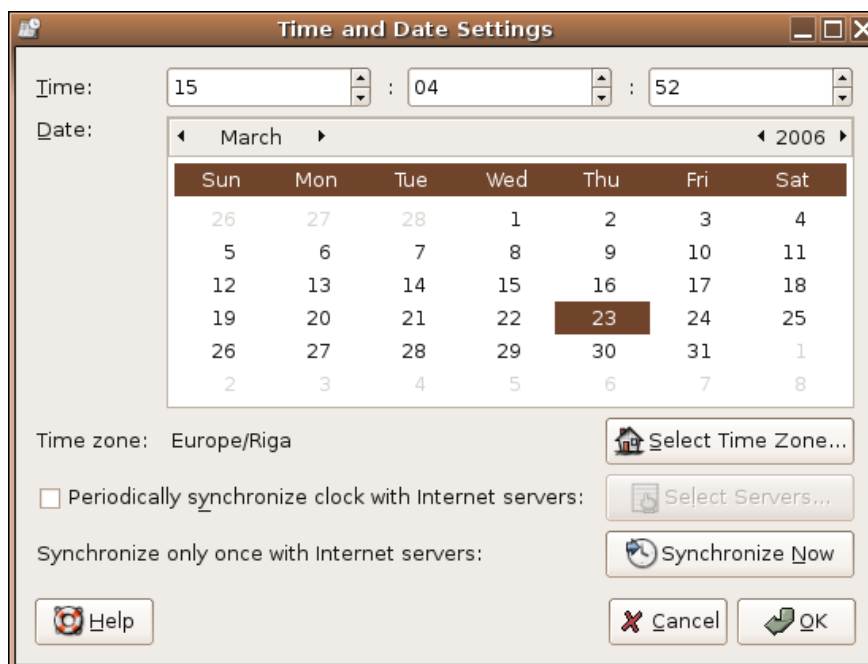 Time and Date Settings
Time: 15 : 04 : 52
Date: March 2006
Sun Mon Tue Wed Thu Fri Sat
26 27 28 1 2 3 4
5 6 7 8 9 10 11
12 13 14 15 16 17 18
19 20 21 22 23 24 25
26 27 28 29 30 31 1
2 3 4 5 6 7 8
Time zone: Europe/Riga Select Time Zone...
Periodically synchronize clock with Internet servers: Select Servers...
Synchronize only once with Internet servers: Synchronize Now
Help Cancel OK